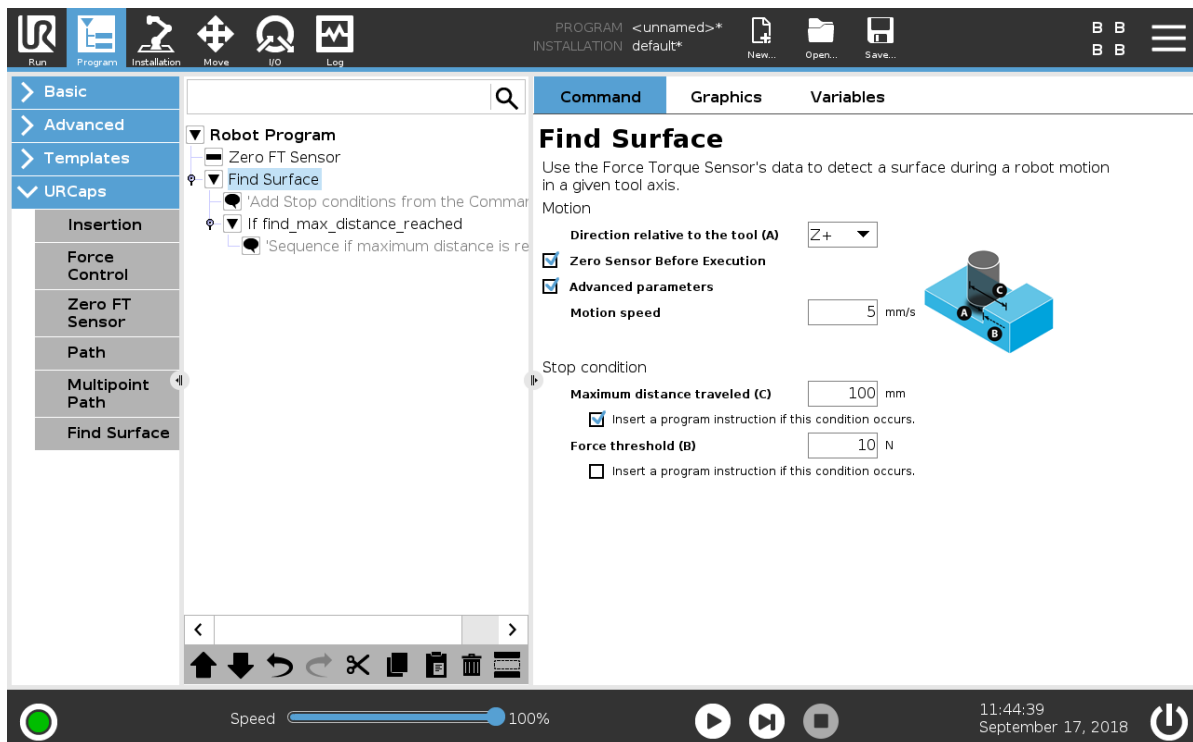 UR
Run
Program
Installation
Move
I/O
Log
PROGRAM <unnamed>*
INSTALLATION default*
New...
Open...
Save...
B B
B B
Basic
Advanced
Templates
URCaps
Insertion
Force
Control
Zero FT
Sensor
Path
Multipoint
Path
Find Surface
Robot Program
Zero FT Sensor
Find Surface
'Add Stop conditions from the Commar
If find_max_distance_reached
'Sequence if maximum distance is re
Command Graphics Variables
Find Surface
Use the Force Torque Sensor's data to detect a surface during a robot motion
in a given tool axis.
Motion
Direction relative to the tool (A) Z+
Zero Sensor Before Execution
Advanced parameters
Motion speed 5 mm/s
C
A
B
Stop condition
Maximum distance traveled (C) 100 mm
Insert a program instruction if this condition occurs.
Force threshold (B) 10 N
Insert a program instruction if this condition occurs.
Speed 100%
11:44:39
September 17, 2018